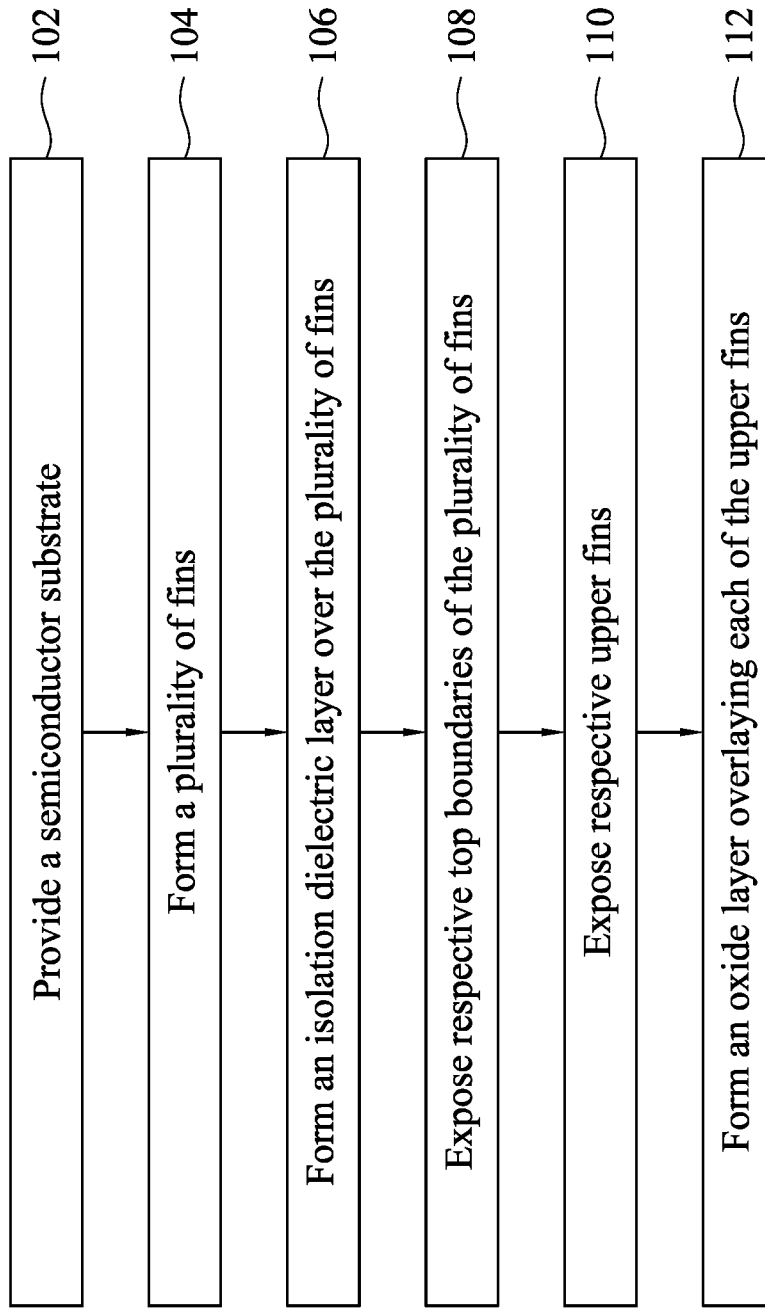 Provide a semiconductor substrate
102
Form a plurality of fins
104
Form an isolation dielectric layer over the plurality of fins
106
Expose respective top boundaries of the plurality of fins
108
Expose respective upper fins
110
Form an oxide layer overlaying each of the upper fins
112